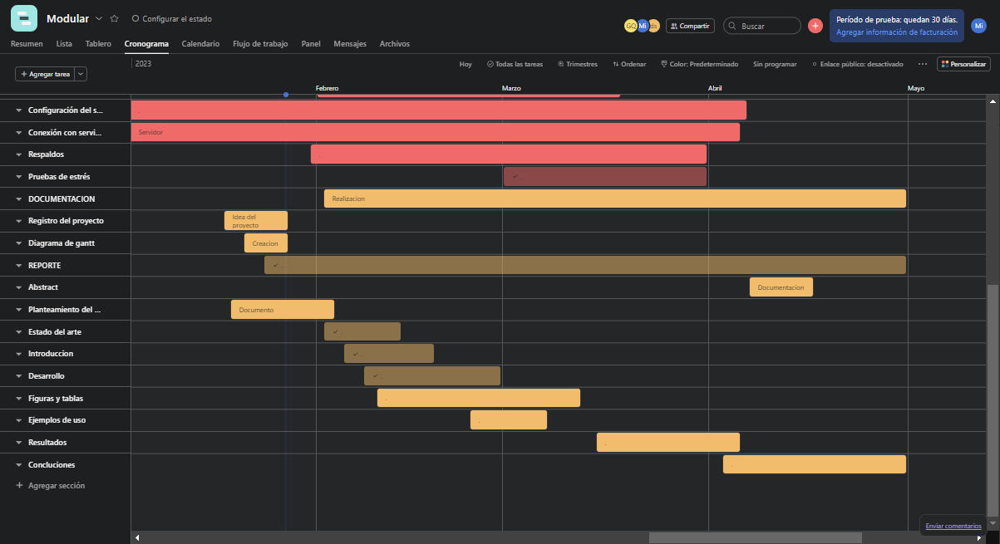 Modular
Configurar el estado
GQ Mi ds
Compartir
Buscar
Período de prueba: quedan 30 días.
Agregar información de facturación
Mi
Resumen Lista Tablero Cronograma Calendario Flujo de trabajo Panel Mensajes Archivos
Agregar tarea
2023
Hoy Todas las tareas Trimestres Ordenar Color: Predeterminado Sin programar Enlace público: desactivado ... Personalizar
Febrero Marzo Abril Mayo
Configuración del s...
Conexión con servi... Servidor
Respaldos
Pruebas de estrés
DOCUMENTACION Realizacion
Registro del proyecto Idea del
proyecto
Diagrama de gantt Creacion
REPORTE
Abstract Documentacion
Planteamiento del ... Documento
Estado del arte
Introduccion
Desarrollo
Figuras y tablas
Ejemplos de uso
Resultados
Concluciones
Agregar sección
Enviar comentarios